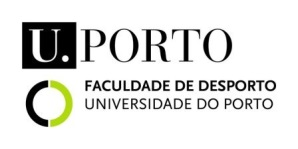 U. PORTO
FACULDADE DE DESPORTO
UNIVERSIDADE DO PORTO